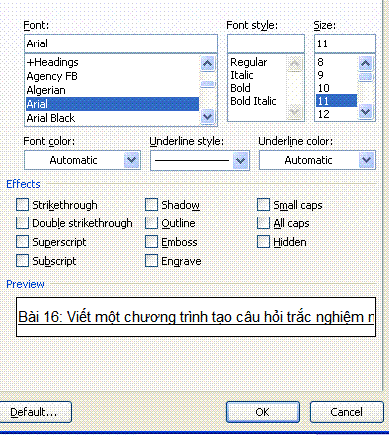 Font: Font style: Size:
Arial 11
+Headings Regular 8
Agency FB Italic 9
Algerian Bold 10
Arial Bold Italic 11
Arial Black 12
Font color: Underline style: Underline color:
Automatic Automatic
Effects
Strikethrough Shadow Small caps
Double strikethrough Outline All caps
Superscript Emboss Hidden
Subscript Engrave
Preview
Bài 16: Viết một chương trình tạo câu hỏi trắc nghiệm
Default... OK Cancel